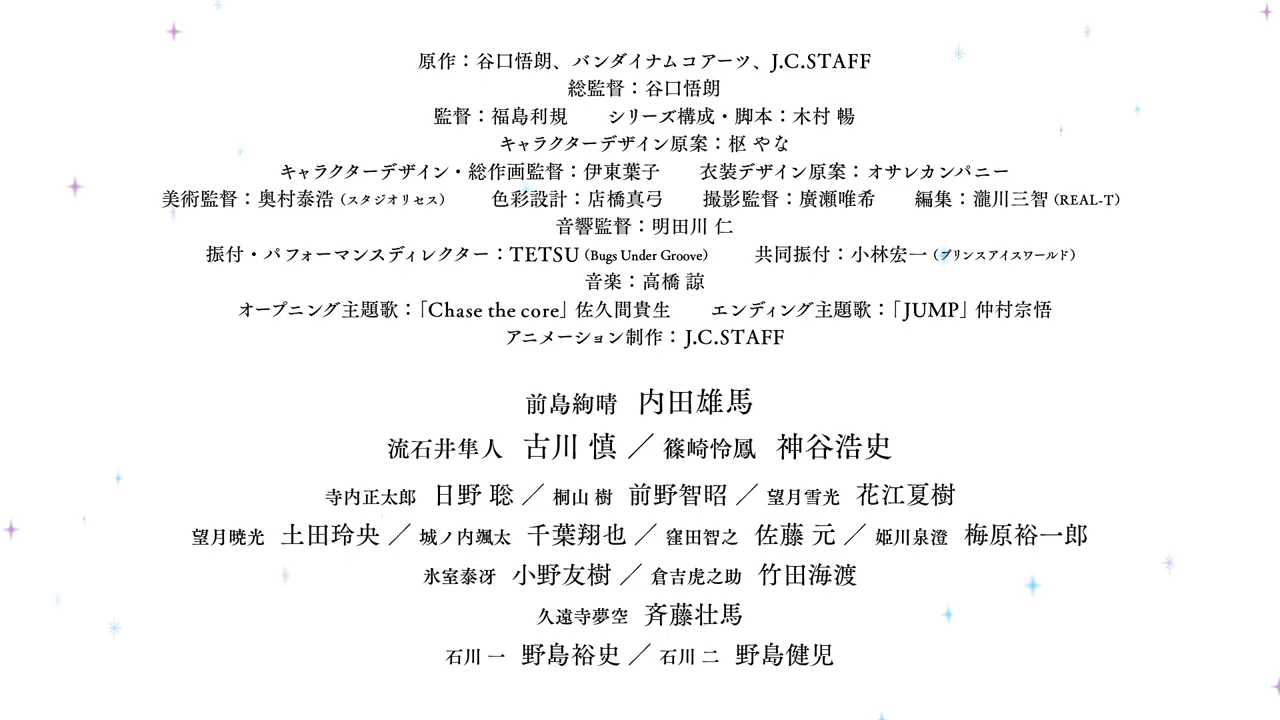 原作：谷口悟朗、バンダイナムコアーツ、J.C.STAFF
総監督：谷口悟朗
監督：福島利規　シリーズ構成・脚本：木村 暢
キャラクターデザイン原案：枢 やな
キャラクターデザイン・総作画監督：伊東葉子　衣装デザイン原案：オサレカンパニー
美術監督：奥村泰浩（スタジオリセス）　色彩設計：店橋真弓　撮影監督：廣瀬唯希　編集：瀧川三智（REAL-T）
音響監督：明田川 仁
振付・パフォーマンスディレクター：TETSU（Bugs Under Groove）　共同振付：小林宏一（プリンスアイスワールド）
音楽：高橋 諒
オープニング主題歌：「Chase the core」佐久間貴生　エンディング主題歌：「JUMP」仲村宗悟
アニメーション制作：J.C.STAFF
前島絢晴　内田雄馬
流石井隼人　古川 慎／篠崎怜鳳　神谷浩史
寺内正太郎　日野 聡／桐山 樹　前野智昭／望月雪光　花江夏樹
望月暁光　土田玲央／城ノ内颯太　千葉翔也／窪田智之　佐藤 元／姫川泉澄　梅原裕一郎
氷室泰冴　小野友樹／倉吉虎之助　竹田海渡
久遠寺夢空　斉藤壮馬
石川 一　野島裕史／石川 二　野島健児